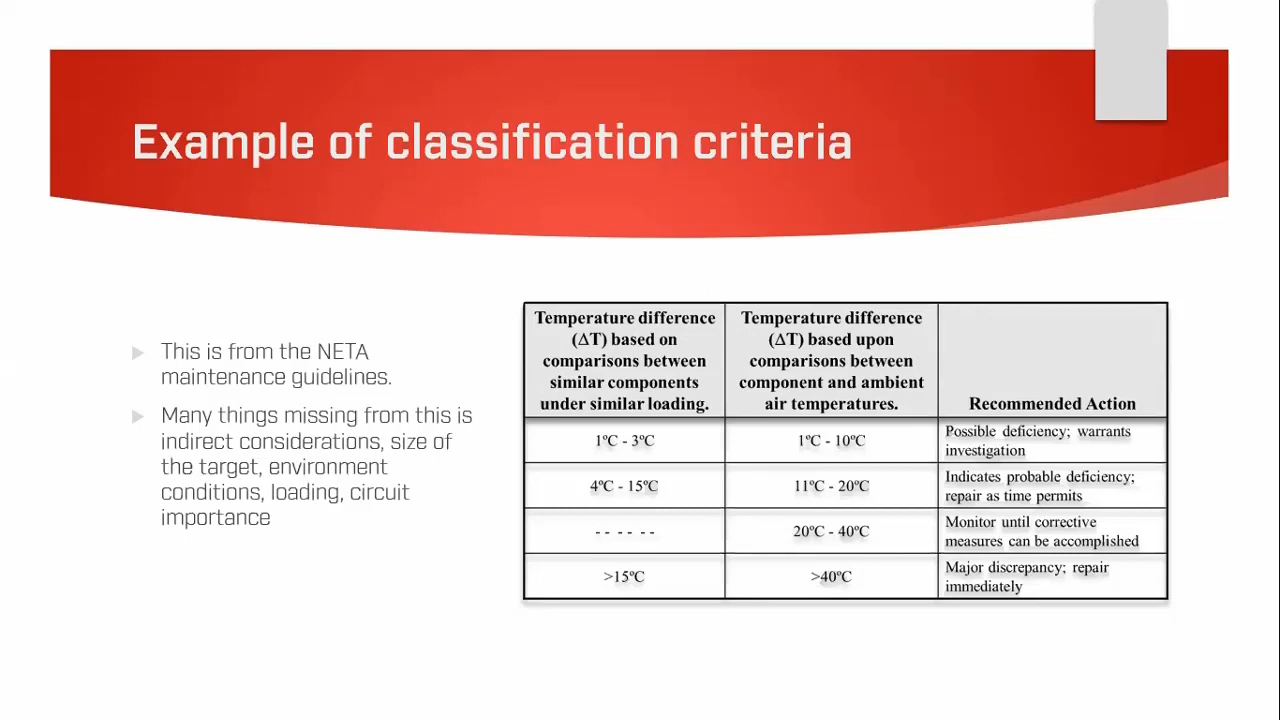 Example of classification criteria
This is from the NETA
maintenance guidelines.
Many things missing from this is
indirect considerations, size of
the target, environment
conditions, loading, circuit
importance
Temperature difference
(ΔT) based on
comparisons between
similar components
under similar loading.
Temperature difference
(ΔT) based upon
comparisons between
component and ambient
air temperatures.
Recommended Action
1ºC - 3ºC
1ºC - 10ºC
Possible deficiency; warrants
investigation
4ºC - 15ºC
11ºC - 20ºC
Indicates probable deficiency;
repair as time permits
- - - - - -
20ºC - 40ºC
Monitor until corrective
measures can be accomplished
>15ºC
>40ºC
Major discrepancy; repair
immediately